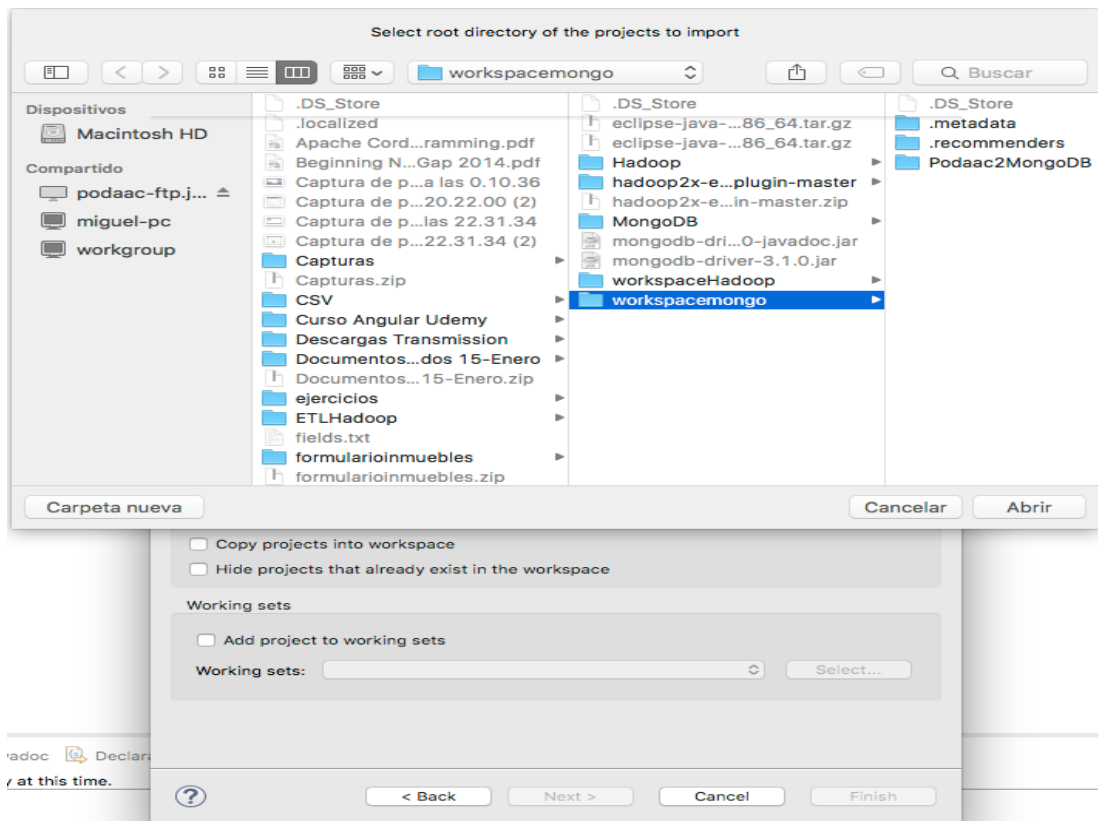 Select root directory of the projects to import
workspacemongo
Buscar
Dispositivos
Macintosh HD
Compartido
podaac-ftp.j...
miguel-pc
workgroup
.DS_Store
.localized
Apache Cord...ramming.pdf
Beginning N...Gap 2014.pdf
Captura de p...a las 0.10.36
Captura de p...20.22.00 (2)
Captura de p...las 22.31.34
Captura de p...22.31.34 (2)
Capturas
Capturas.zip
CSV
Curso Angular Udemy
Descargas Transmission
Documentos...dos 15-Enero
Documentos...15-Enero.zip
ejercicios
ETLHadoop
fields.txt
formularioinmuebles
formularioinmuebles.zip
.DS_Store
eclipse-java-...86_64.tar.gz
eclipse-java-...86_64.tar.gz
Hadoop
hadoop2x-e...plugin-master
hadoop2x-e...in-master.zip
MongoDB
mongodb-dri...0-javadoc.jar
mongodb-driver-3.1.0.jar
workspaceHadoop
workspacemongo
.DS_Store
.metadata
.recommenders
Podaac2MongoDB
Carpeta nueva
Cancelar
Abrir
Copy projects into workspace
Hide projects that already exist in the workspace
Working sets
Add project to working sets
Working sets:
Select...
vadoc
Declara
y at this time.
?
< Back
Next >
Cancel
Finish